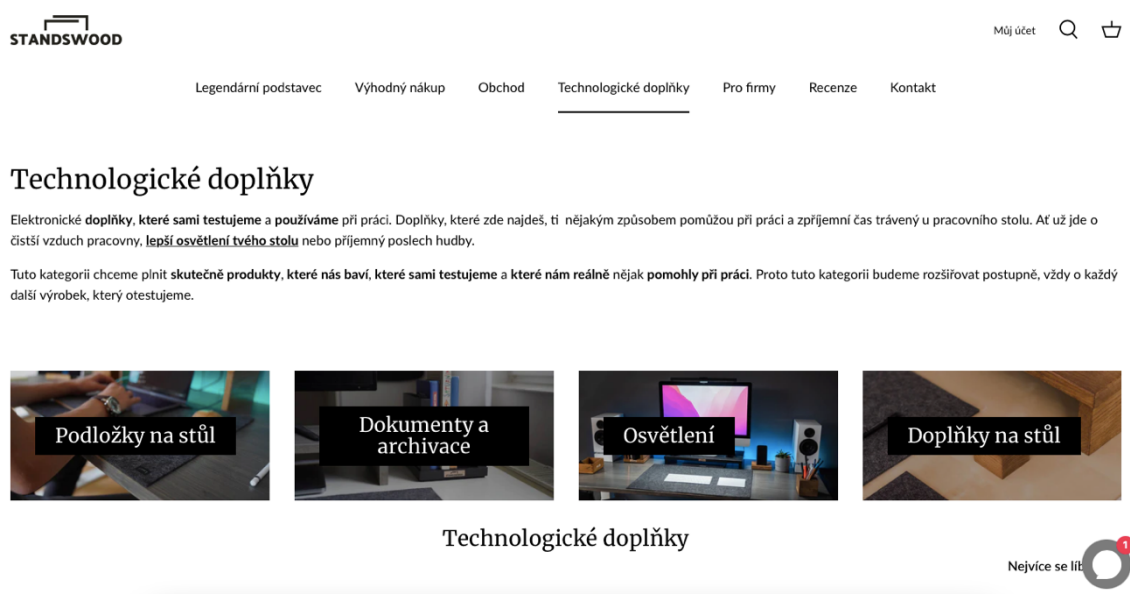 STANDSWOOD
Můj účet
Legendární podstavec Výhodný nákup Obchod Technologické doplňky Pro firmy Recenze Kontakt
Technologické doplňky
Elektronické doplňky, které sami testujeme a používáme při práci. Doplňky, které zde najdeš, ti nějakým způsobem pomůžou při práci a zpříjemní čas trávený u pracovního stolu. Ať už jde o
čistší vzduch pracovny, lepší osvětlení tvého stolu nebo příjemný poslech hudby.
Tuto kategorii chceme plnit skutečně produkty, které nás baví, které sami testujeme a které nám reálně nějak pomohly při práci. Proto tuto kategorii budeme rozšiřovat postupně, vždy o každý
další výrobek, který otestujeme.
Podložky na stůl
Dokumenty a
archivace
Osvětlení
Doplňky na stůl
Technologické doplňky
Nejvíce se
1